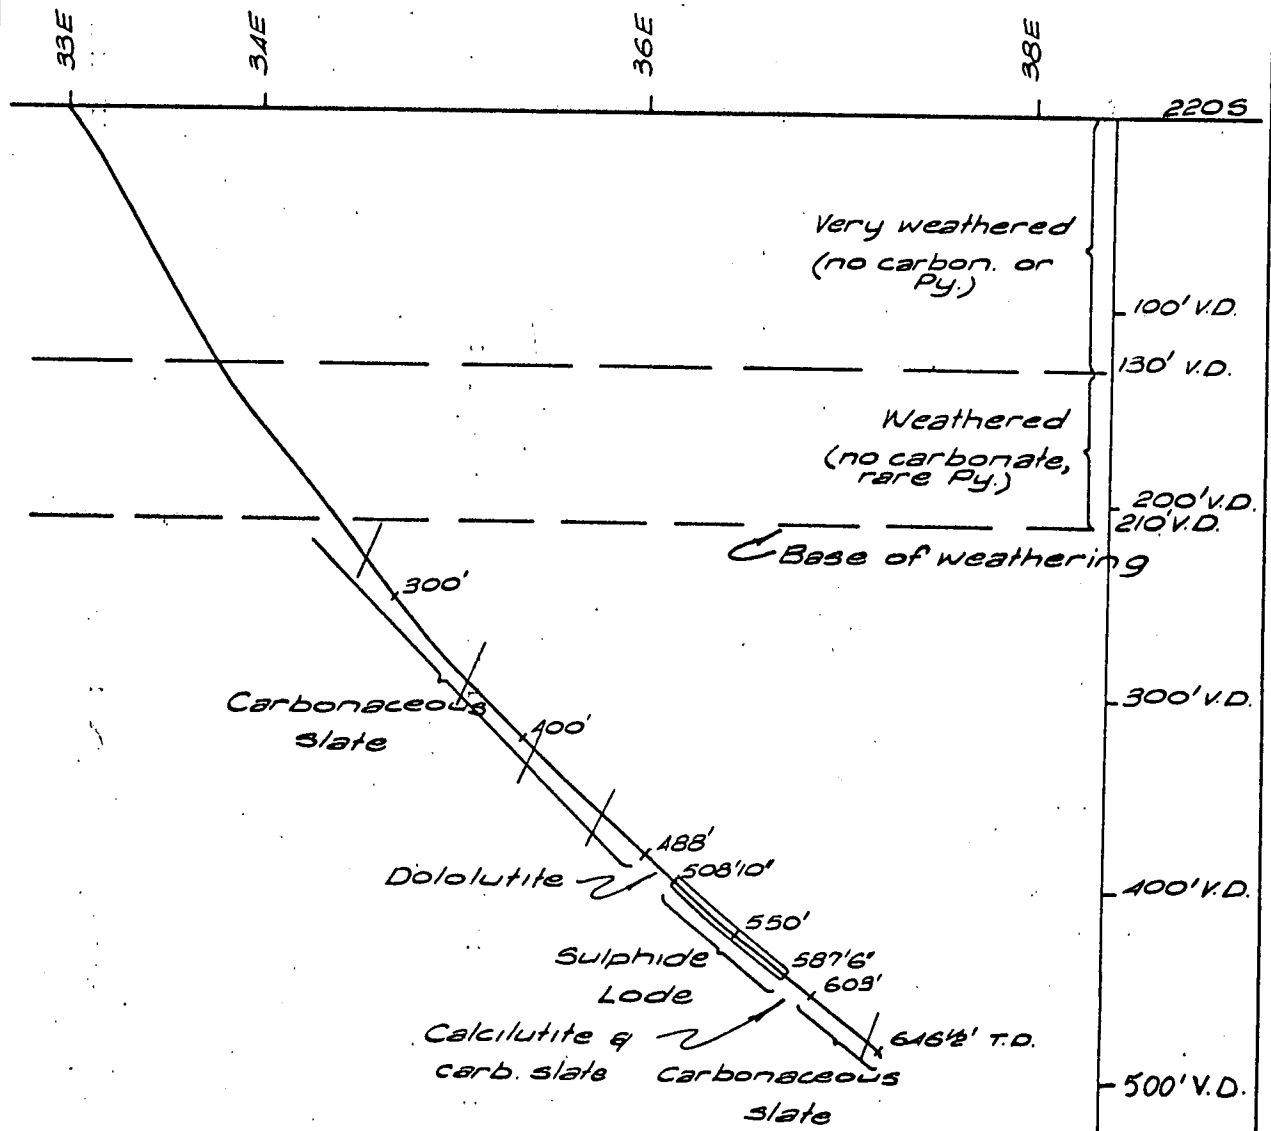 33E
34E
36E
38E
220S
Very weathered
(no carbon. or
Py.)
100' V.D.
130' V.D.
Weathered
(no carbonate,
rare Py.)
200' V.D.
210' V.D.
Base of weathering
300'
Carbonaceous
slate
300' V.D.
400'
488'
Dololutite
508'10"
400' V.D.
550'
Sulphide
Lode
587'6"
609'
Calcilutite &
carb. slate
646½' T.D.
Carbonaceous
slate
500' V.D.